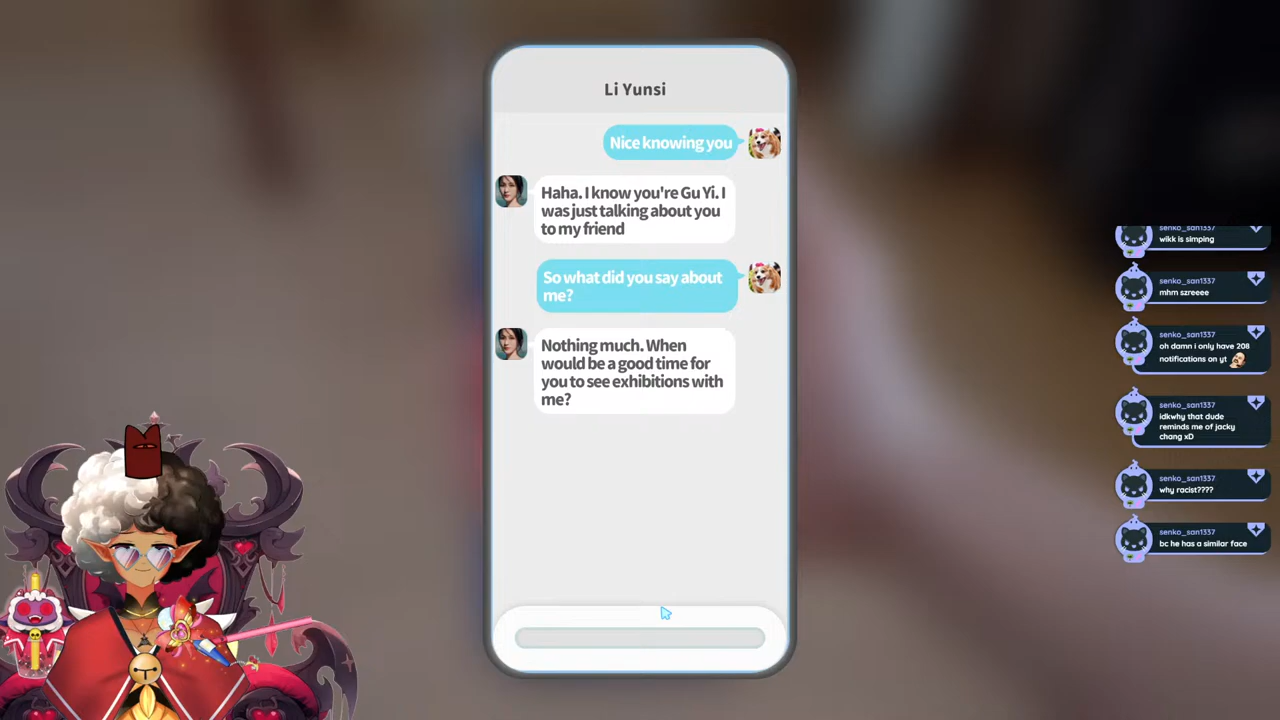 Li Yunsi
Nice knowing you
Haha. I know you're Gu Yi. I
was just talking about you
to my friend
So what did you say about
me?
Nothing much. When
would be a good time for
you to see exhibitions with
me?
senko_san1337
wikk is simping
senko_san1337
mhm szreeee
senko_san1337
oh damn i only have 208
notifications on yt
senko_san1337
idkwhy that dude
reminds me of jacky
chang xD
senko_san1337
why racist????
senko_san1337
bc he has a similar face